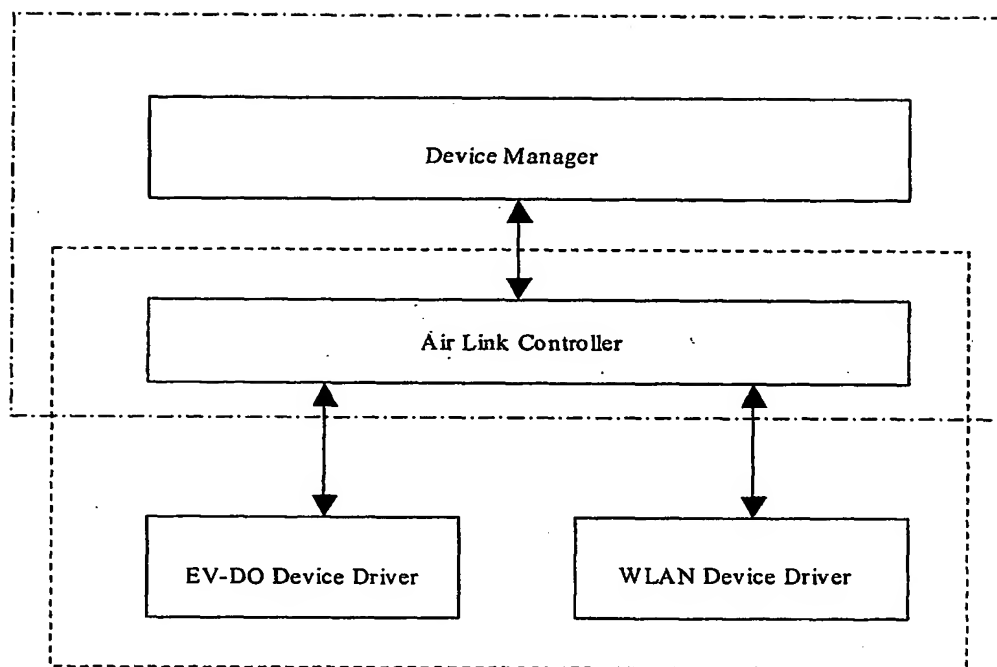 Device Manager
Air Link Controller
EV-DO Device Driver
WLAN Device Driver